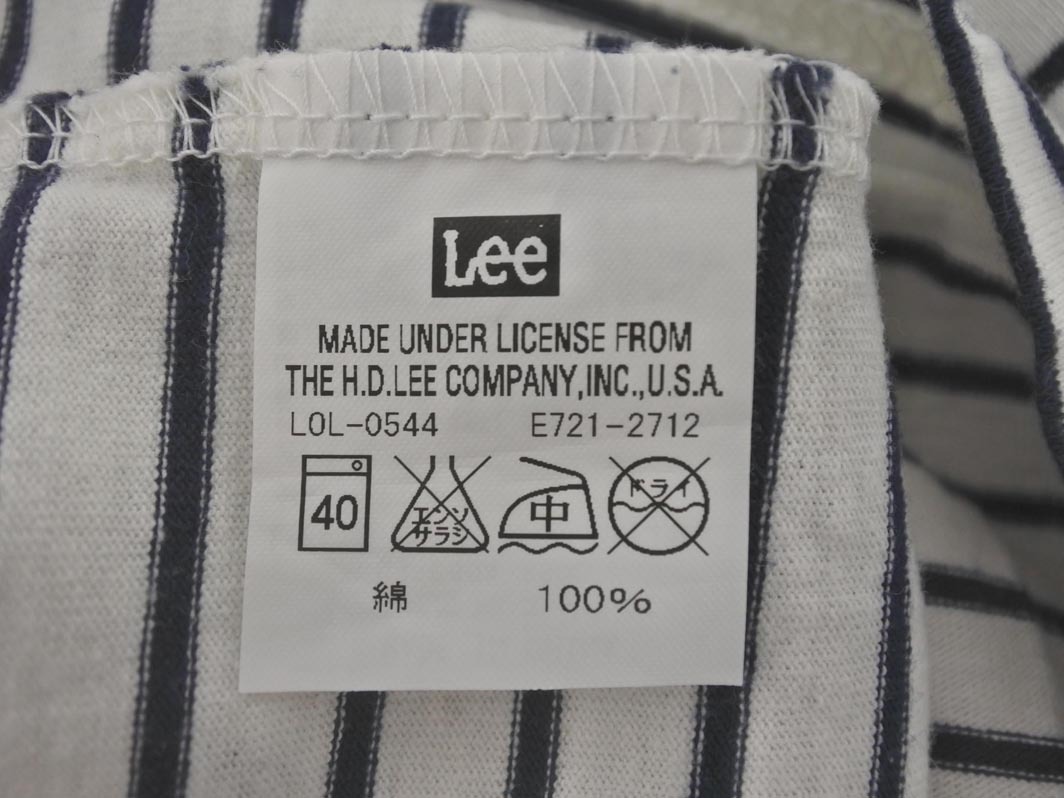 Lee
MADE UNDER LICENSE FROM
THE H.D.LEE COMPANY,INC.,U.S.A.
LOL-0544 E721-2712
40 エンソ サラシ 中 ドライ
綿 100%